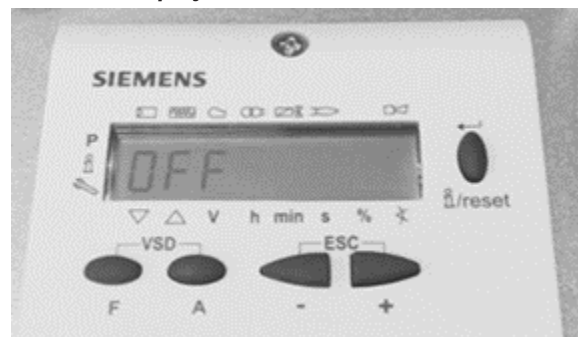 SIEMENS
P
OFF
V h min s %
/reset
VSD ESC
F A - +